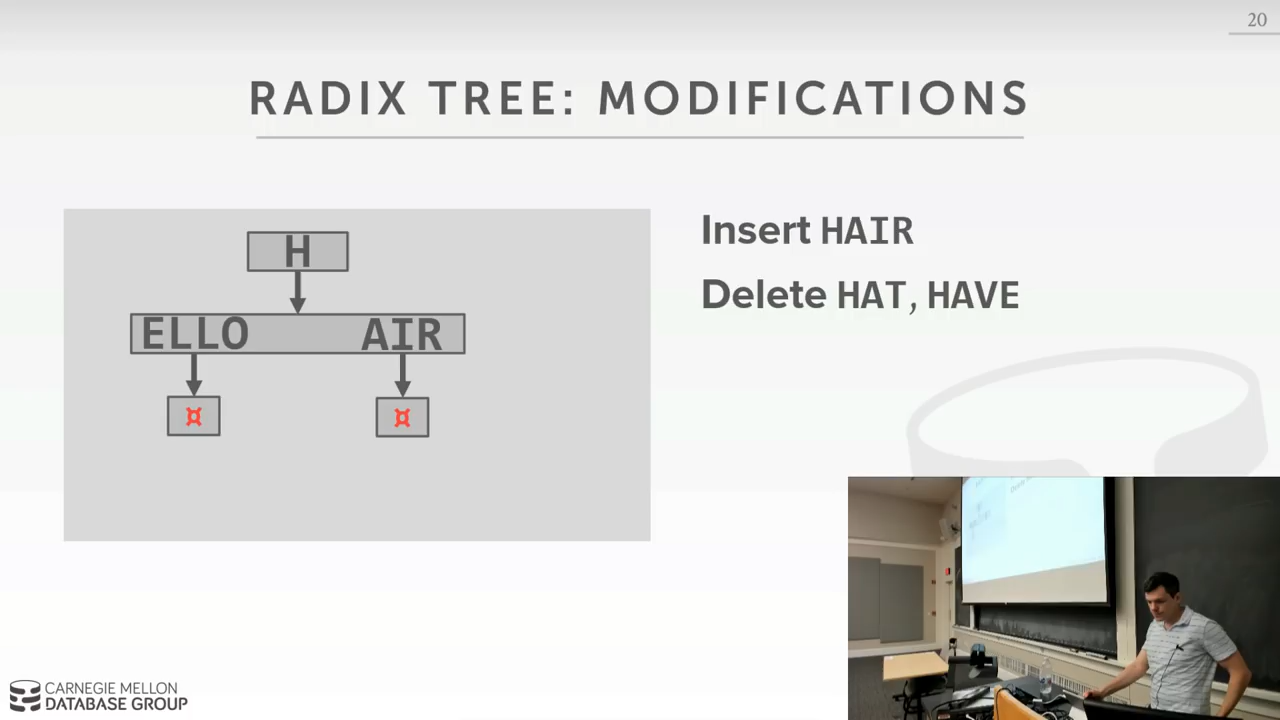 20
RADIX TREE: MODIFICATIONS
H
ELLO AIR
¤ ¤
Insert HAIR
Delete HAT, HAVE
CARNEGIE MELLON
DATABASE GROUP